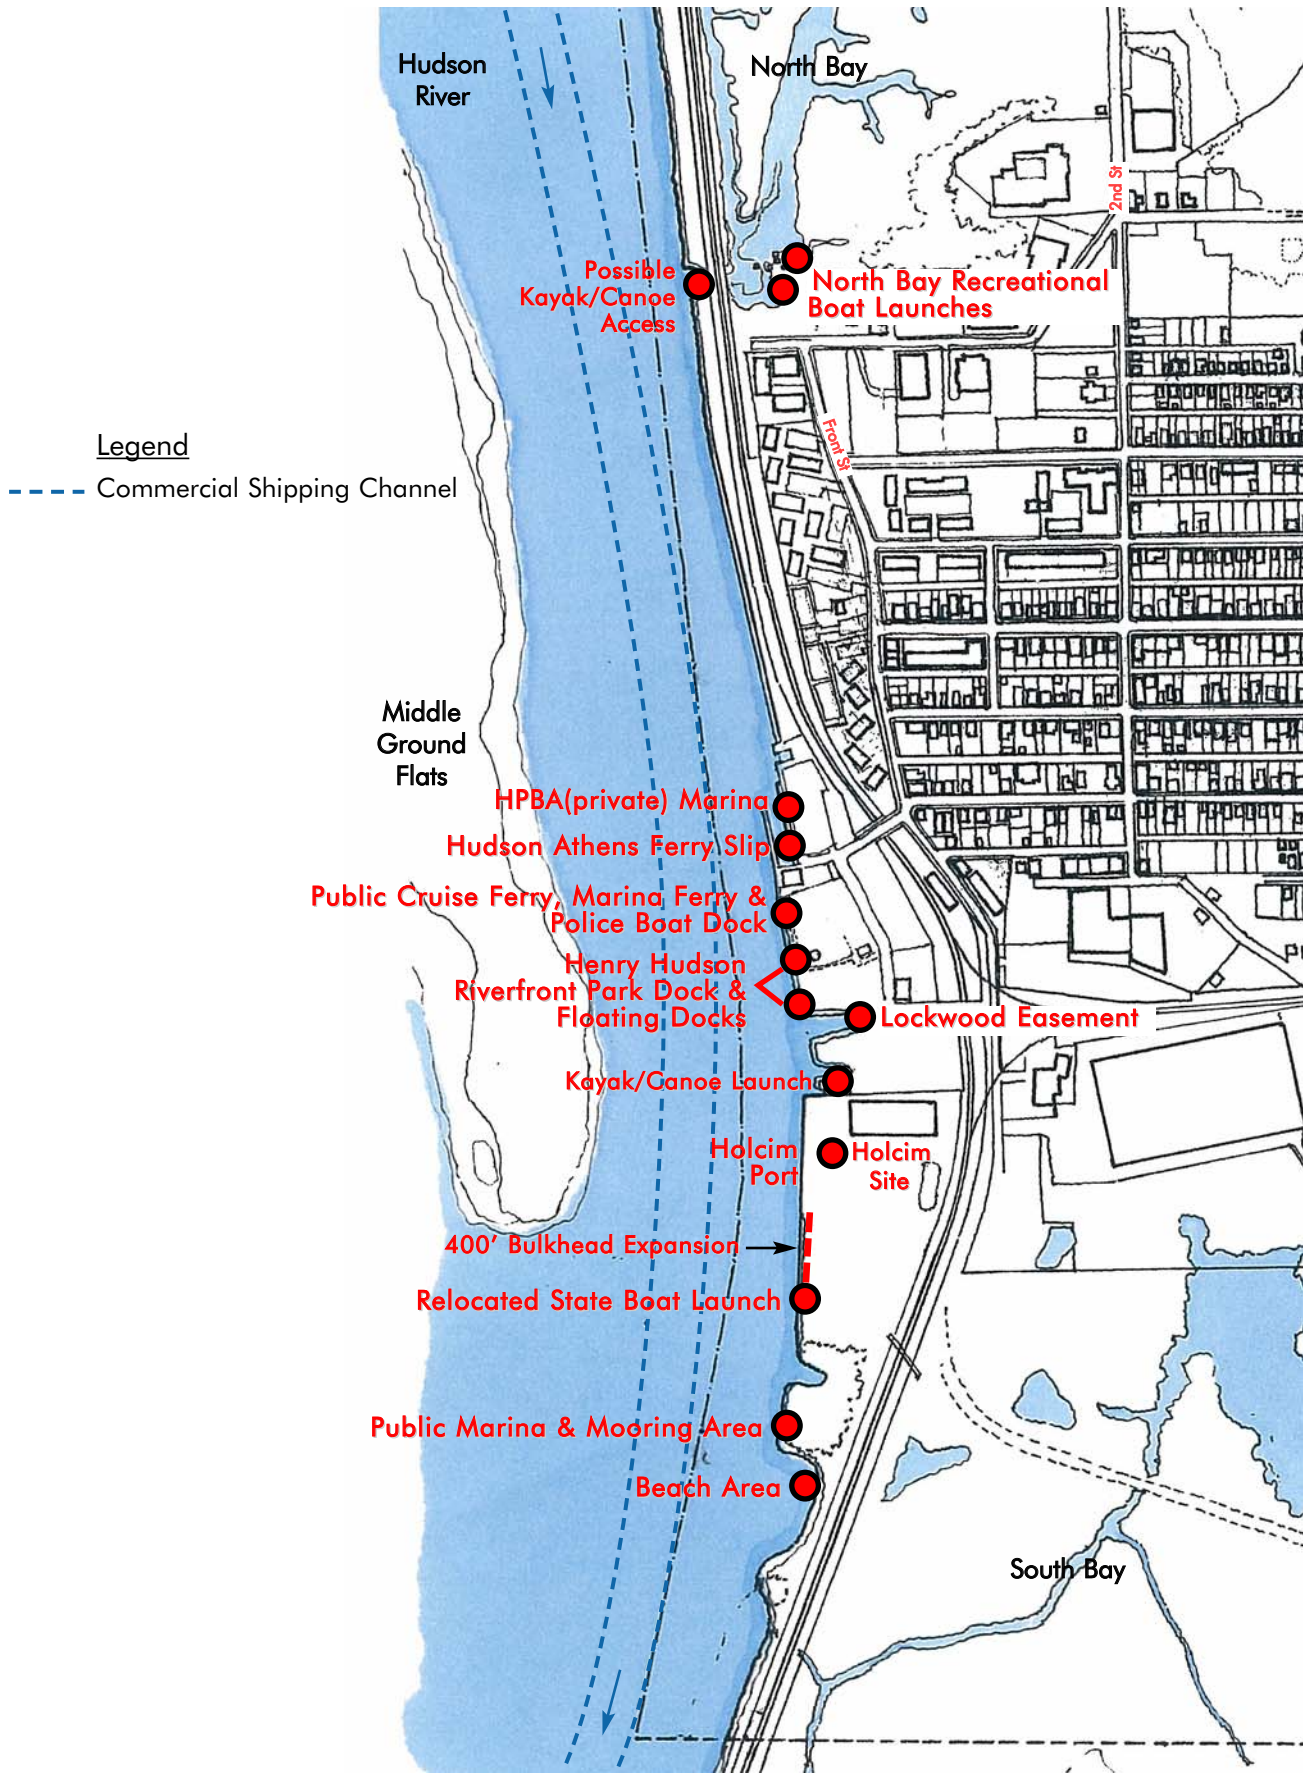 Hudson
River
North Bay
2nd St
Possible
Kayak/Canoe
Access
North Bay Recreational
Boat Launches
Front St
Legend
Commercial Shipping Channel
Middle
Ground
Flats
HPBA(private) Marina
Hudson Athens Ferry Slip
Public Cruise Ferry, Marina Ferry &
Police Boat Dock
Henry Hudson
Riverfront Park Dock &
Floating Docks
Lockwood Easement
Kayak/Canoe Launch
Holcim
Port
Holcim
Site
400' Bulkhead Expansion
Relocated State Boat Launch
Public Marina & Mooring Area
Beach Area
South Bay